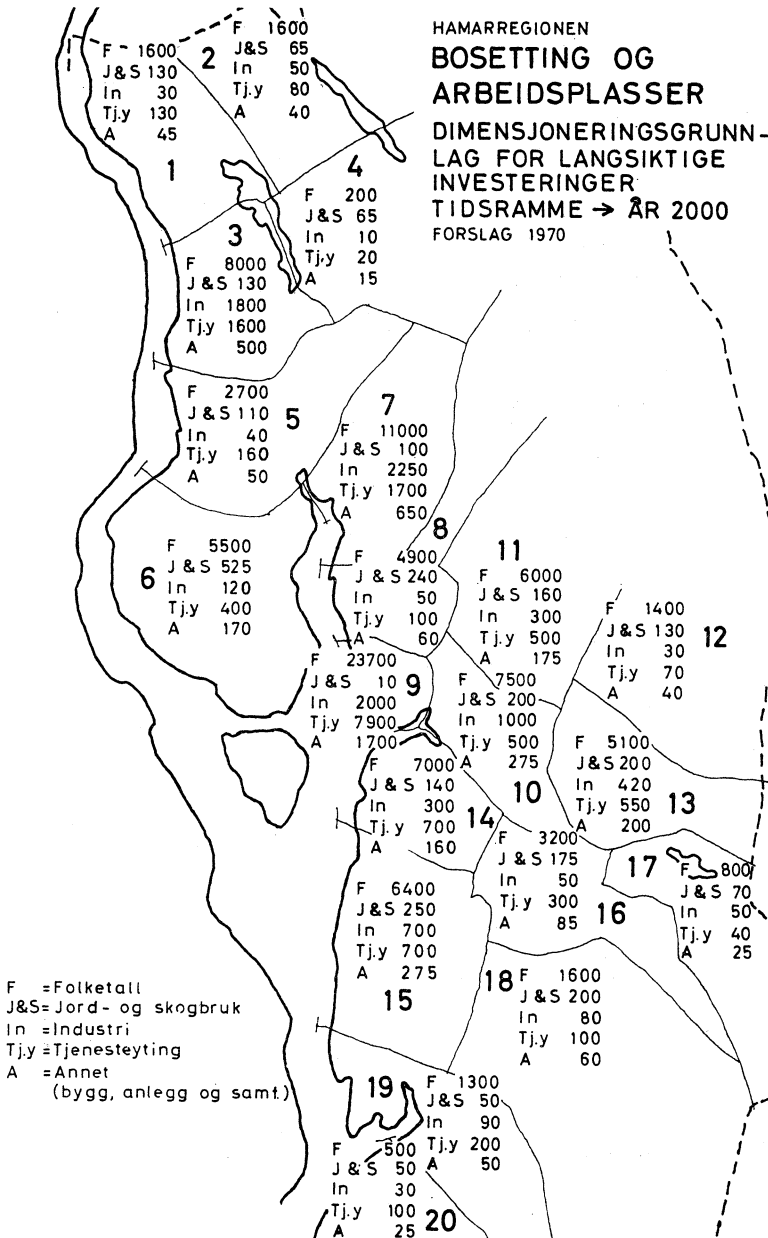 HAMARREGIONEN
BOSETTING OG
ARBEIDSPLASSER
DIMENSJONERINGSGRUNN-
LAG FOR LANGSIKTIGE
INVESTERINGER
TIDSRAMME → ÅR 2000
FORSLAG 1970
1
F 1600
J&S 130
In 30
Tj.y 130
A 45
2
F 1600
J&S 65
In 50
Tj.y 80
A 40
3
F 8000
J&S 130
In 1800
Tj.y 1600
A 500
4
F 200
J&S 65
In 10
Tj.y 20
A 15
5
F 2700
J&S 110
In 40
Tj.y 160
A 50
6
F 5500
J&S 525
In 120
Tj.y 400
A 170
7
F 11000
J&S 100
In 2250
Tj.y 1700
A 650
8
F 4900
J&S 240
In 50
Tj.y 100
A 60
9
F 23700
J&S 10
In 2000
Tj.y 7900
A 1700
10
F 7500
J&S 200
In 1000
Tj.y 500
A 275
11
F 6000
J&S 160
In 300
Tj.y 500
A 175
12
F 1400
J&S 130
In 30
Tj.y 70
A 40
13
F 5100
J&S 200
In 420
Tj.y 550
A 200
14
F 7000
J&S 140
In 300
Tj.y 700
A 160
15
F 6400
J&S 250
In 700
Tj.y 700
A 275
16
F 3200
J&S 175
In 50
Tj.y 300
A 85
17
F 800
J&S 70
In 50
Tj.y 40
A 25
18
F 1600
J&S 200
In 80
Tj.y 100
A 60
19
F 1300
J&S 50
In 90
Tj.y 200
A 50
20
F 500
J&S 50
In 30
Tj.y 100
A 25
F =Folketall
J&S=Jord- og skogbruk
In =Industri
Tj.y=Tjenesteyting
A =Annet
(bygg, anlegg og samf.)